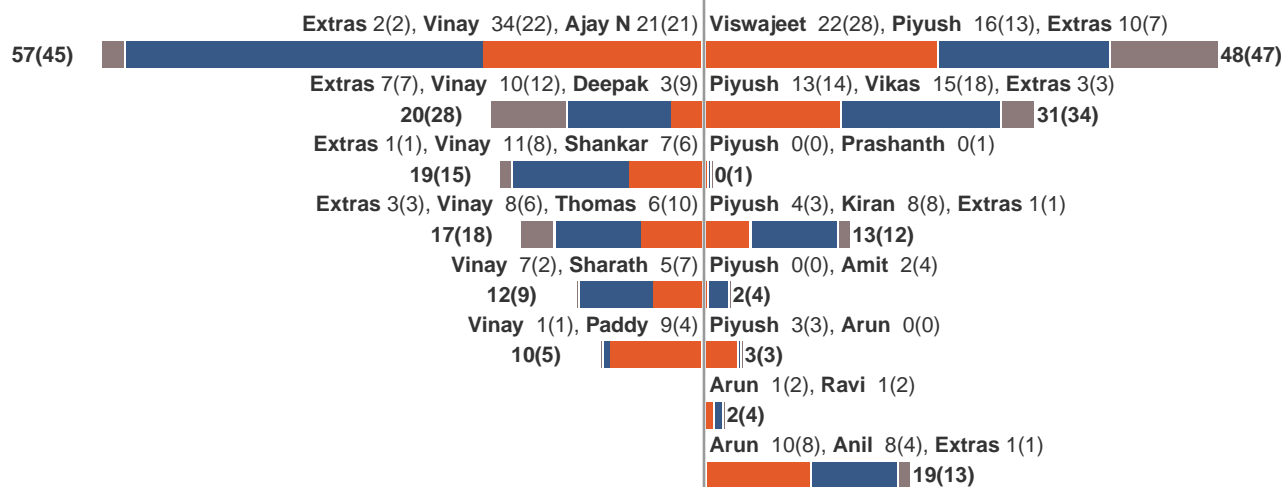 Extras 2(2), Vinay 34(22), Ajay N 21(21) Viswajeet 22(28), Piyush 16(13), Extras 10(7)
57(45) 48(47)
Extras 7(7), Vinay 10(12), Deepak 3(9) Piyush 13(14), Vikas 15(18), Extras 3(3)
20(28) 31(34)
Extras 1(1), Vinay 11(8), Shankar 7(6) Piyush 0(0), Prashanth 0(1)
19(15) 0(1)
Extras 3(3), Vinay 8(6), Thomas 6(10) Piyush 4(3), Kiran 8(8), Extras 1(1)
17(18) 13(12)
Vinay 7(2), Sharath 5(7) Piyush 0(0), Amit 2(4)
12(9) 2(4)
Vinay 1(1), Paddy 9(4) Piyush 3(3), Arun 0(0)
10(5) 3(3)
Arun 1(2), Ravi 1(2)
2(4)
Arun 10(8), Anil 8(4), Extras 1(1)
19(13)